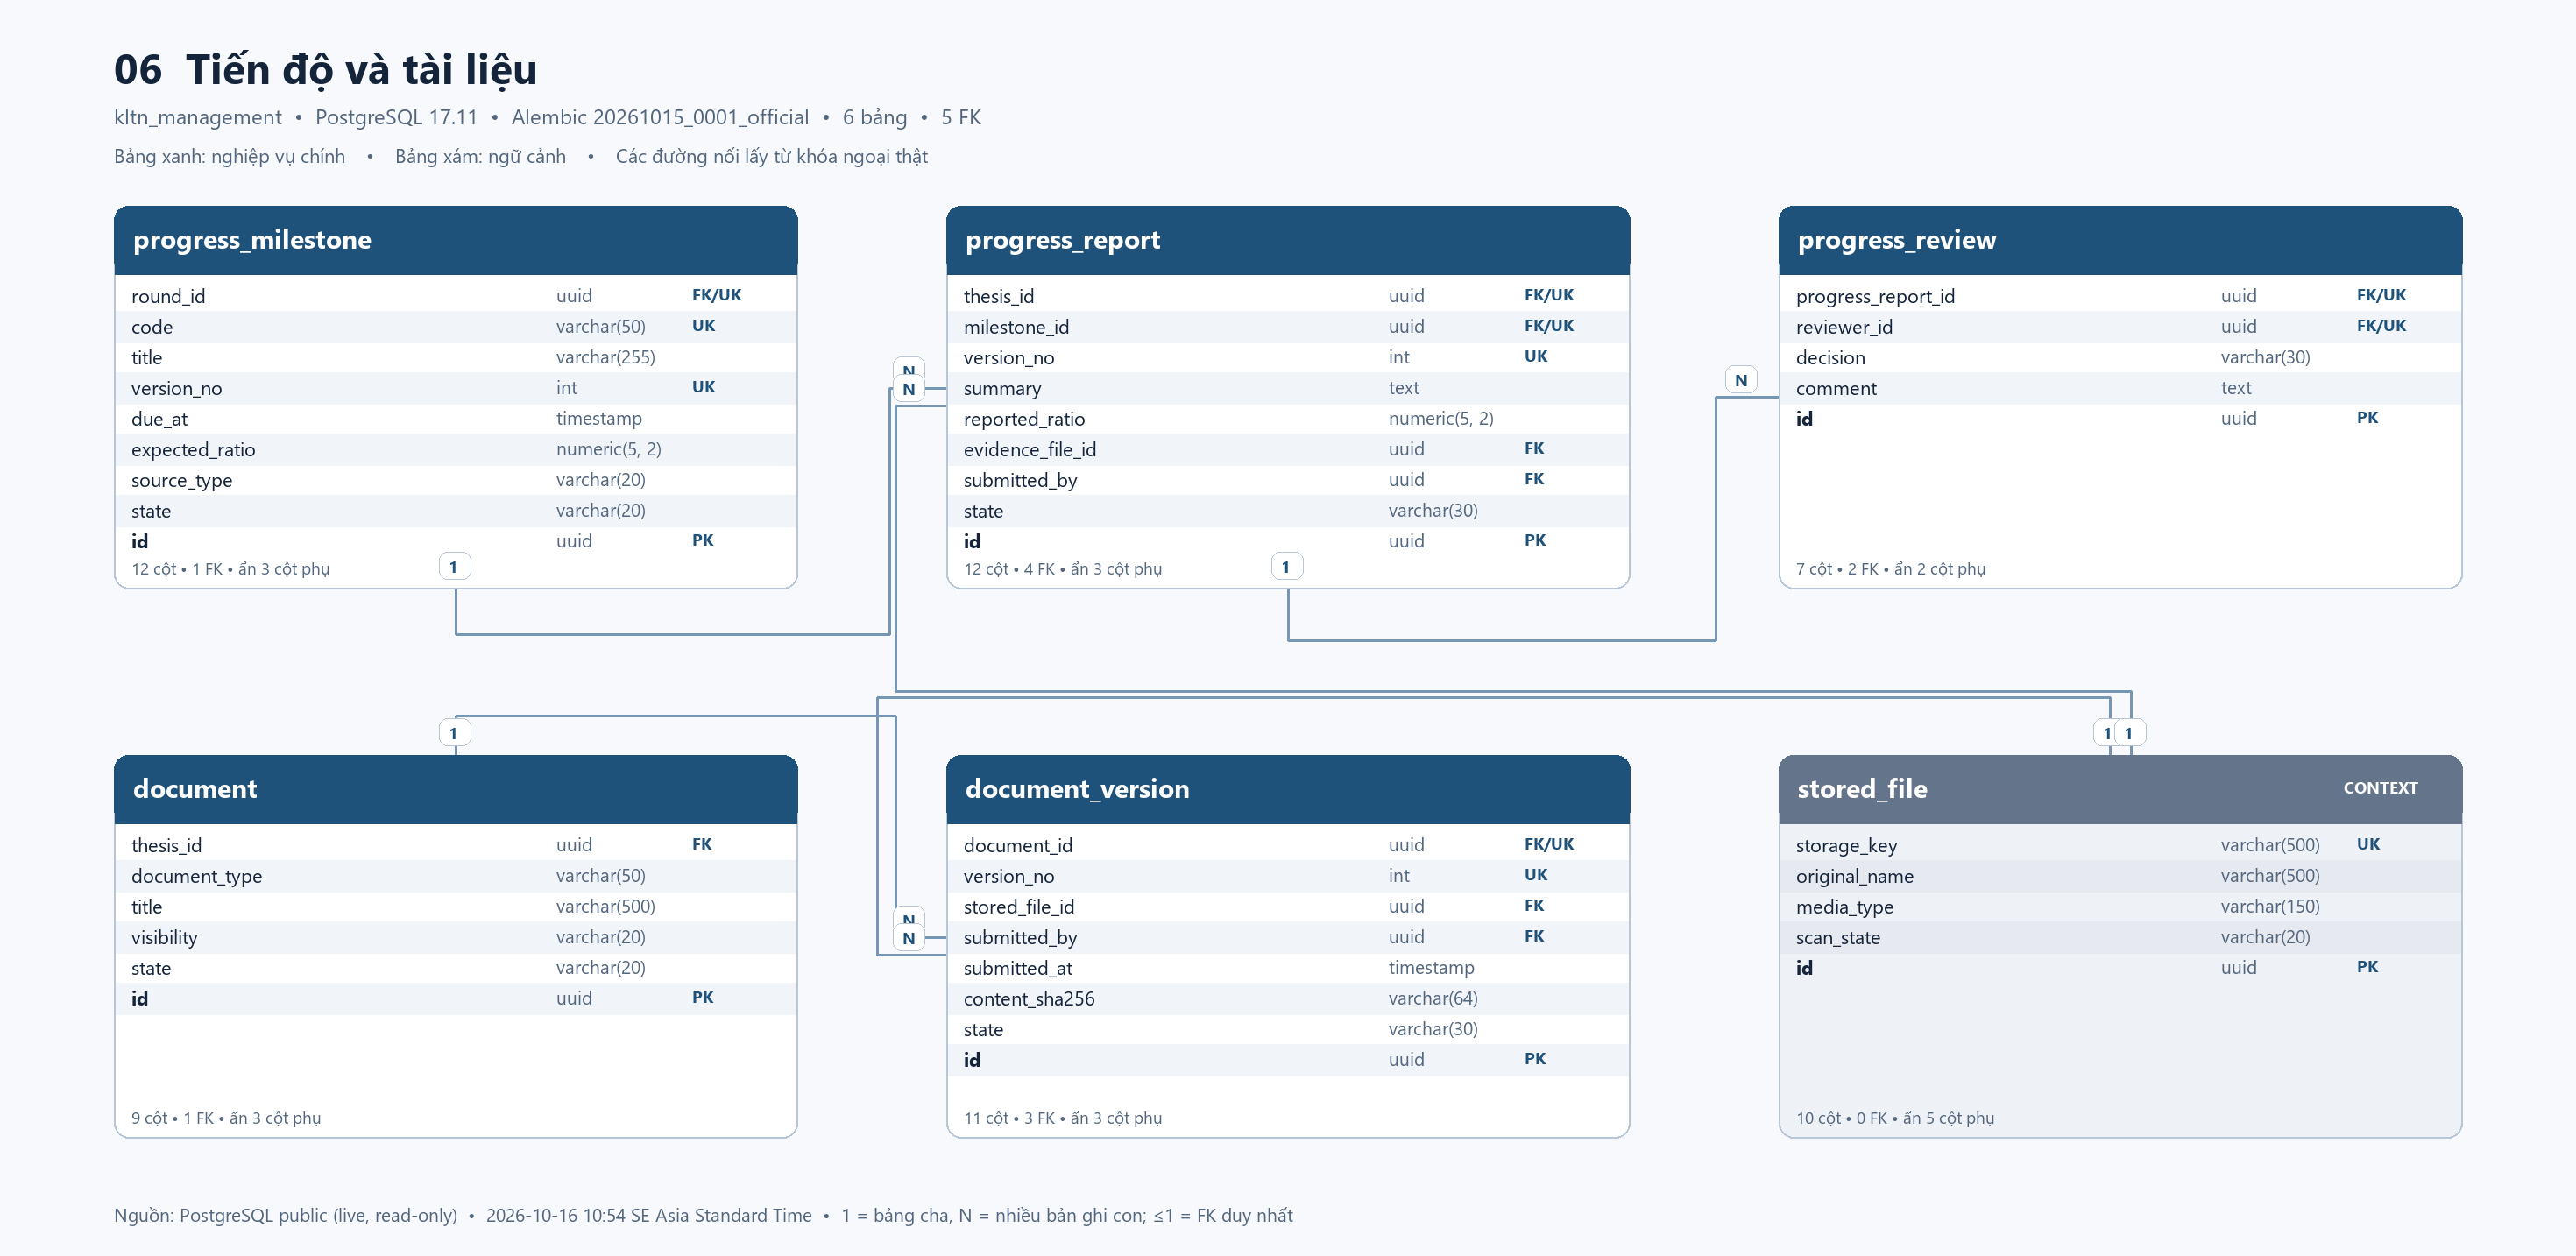 06 Tiến độ và tài liệu
kltn_management • PostgreSQL 17.11 • Alembic 20261015_0001_official • 6 bảng • 5 FK
Bảng xanh: nghiệp vụ chính • Bảng xám: ngữ cảnh • Các đường nối lấy từ khóa ngoại thật
progress_milestone
round_id uuid FK/UK
code varchar(50) UK
title varchar(255)
version_no int UK
due_at timestamp
expected_ratio numeric(5, 2)
source_type varchar(20)
state varchar(20)
id uuid PK
12 cột • 1 FK • ẩn 3 cột phụ
1
N
N
progress_report
thesis_id uuid FK/UK
milestone_id uuid FK/UK
version_no int UK
summary text
reported_ratio numeric(5, 2)
evidence_file_id uuid FK
submitted_by uuid FK
state varchar(30)
id uuid PK
12 cột • 4 FK • ẩn 3 cột phụ
1
N
progress_review
progress_report_id uuid FK/UK
reviewer_id uuid FK/UK
decision varchar(30)
comment text
id uuid PK
7 cột • 2 FK • ẩn 2 cột phụ
1
document
thesis_id uuid FK
document_type varchar(50)
title varchar(500)
visibility varchar(20)
state varchar(20)
id uuid PK
9 cột • 1 FK • ẩn 3 cột phụ
N
N
document_version
document_id uuid FK/UK
version_no int UK
stored_file_id uuid FK
submitted_by uuid FK
submitted_at timestamp
content_sha256 varchar(64)
state varchar(30)
id uuid PK
11 cột • 3 FK • ẩn 3 cột phụ
1 1
stored_file CONTEXT
storage_key varchar(500) UK
original_name varchar(500)
media_type varchar(150)
scan_state varchar(20)
id uuid PK
10 cột • 0 FK • ẩn 5 cột phụ
Nguồn: PostgreSQL public (live, read-only) • 2026-10-16 10:54 SE Asia Standard Time • 1 = bảng cha, N = nhiều bản ghi con; ≤1 = FK duy nhất